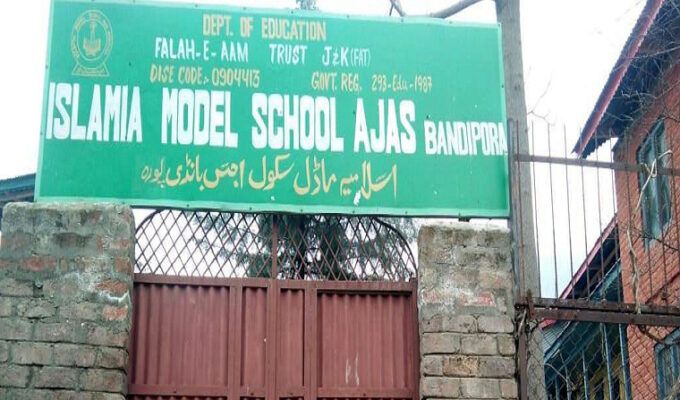 DEPT. OF EDUCATION
FALAH-E-AAM TRUST J&K (FAT)
DISE CODE:- 0904413 GOVT. REG. 293-Edu-1987
ISLAMIA MODEL SCHOOL AJAS BANDIPORA
اسلامیہ ماڈل سکول اجس بانڈی پورہ